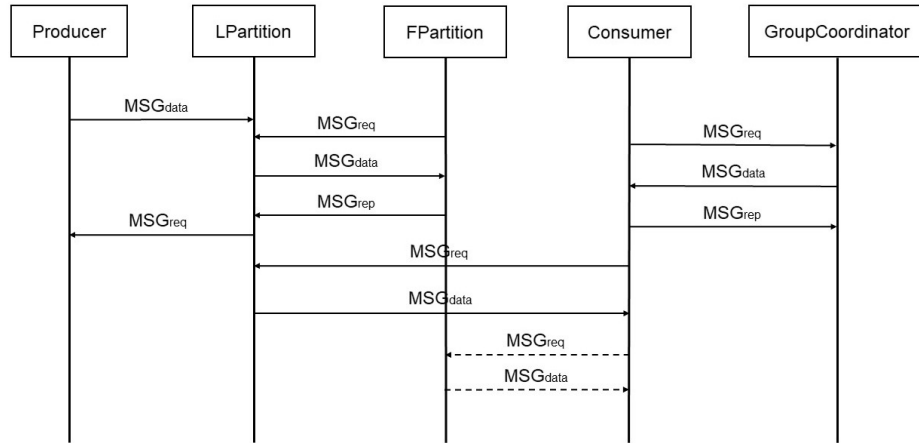 Producer
LPartition
FPartition
Consumer
GroupCoordinator
MSGdata
MSGreq
MSGreq
MSGdata
MSGdata
MSGrep
MSGrep
MSGreq
MSGreq
MSGdata
MSGreq
MSGdata